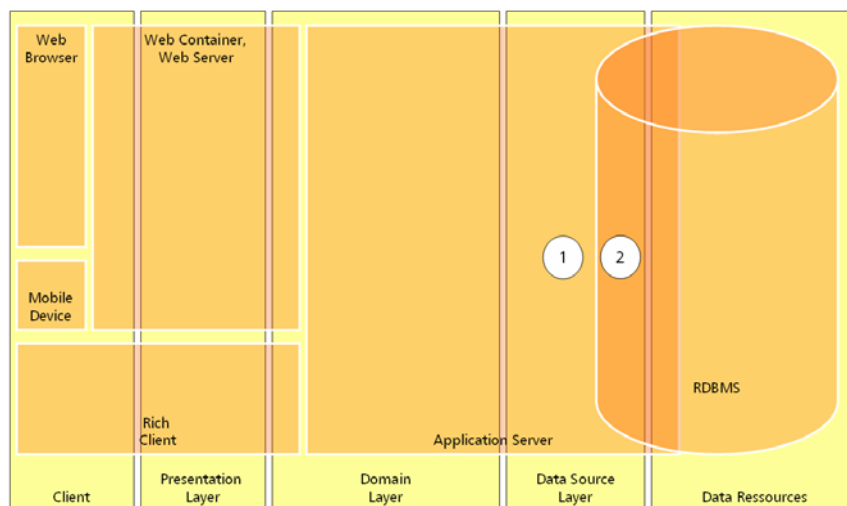 Web
Browser
Web Container,
Web Server
1
2
Mobile
Device
RDBMS
Rich
Client
Application Server
Client
Presentation
Layer
Domain
Layer
Data Source
Layer
Data Ressources